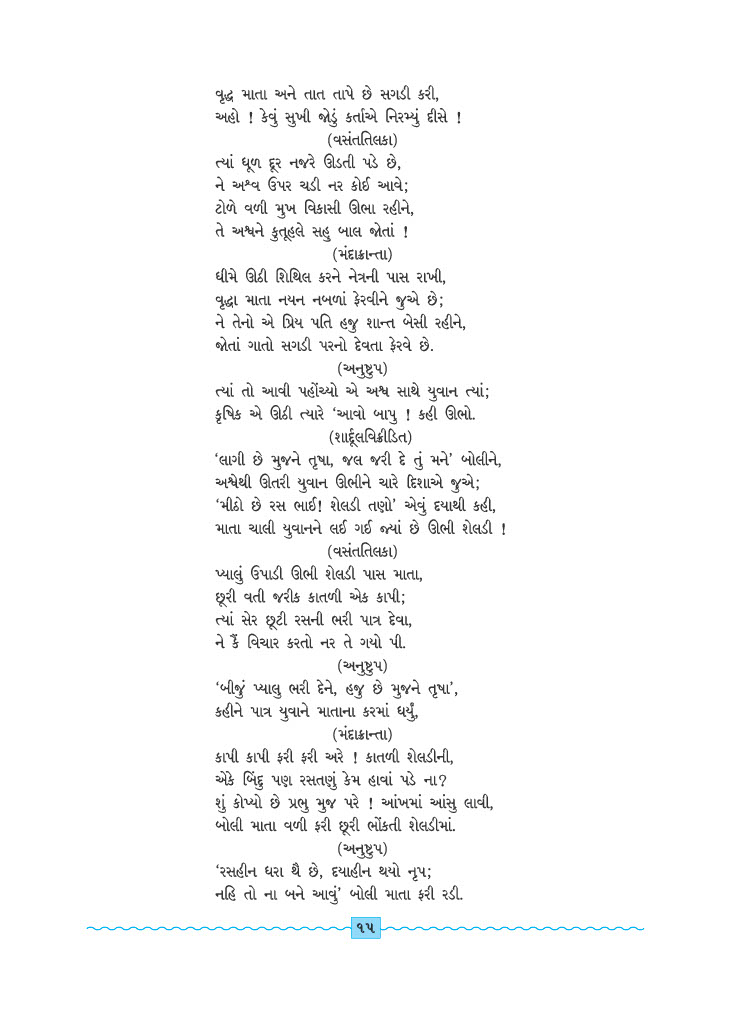 વૃદ્ધ માતા અને તાત તાપે છે સગડી કરી,
અહો ! કેવું સુખી જોડું કર્તાએ નિરમ્યું દીસે !
(વસંતતિલકા)
ત્યાં ધૂળ દૂર નજરે ઊડતી પડે છે,
ને અશ્વ ઉપર ચડી નર કોઈ આવે;
ટોળે વળી મુખ વિકાસી ઊભા રહીને,
તે અશ્વને કુતૂહલે સહુ બાલ જોતાં !
(મંદાક્રાન્તા)
ધીમે ઊઠી શિથિલ કરને નેત્રની પાસ રાખી,
વૃદ્ધા માતા નયન નબળાં ફેરવીને જુએ છે;
ને તેનો એ પ્રિય પતિ હજુ શાન્ત બેસી રહીને,
જોતાં ગાતો સગડી પરનો દેવતા ફેરવે છે.
(અનુષ્ટુપ)
ત્યાં તો આવી પહોંચ્યો એ અશ્વ સાથે યુવાન ત્યાં;
કૃષિક એ ઊઠી ત્યારે ‘આવો બાપુ ! કહી ઊભો.
(શાર્દૂલવિક્રીડિત)
‘લાગી છે મુજને તૃષા, જલ જરી દે તું મને’ બોલીને,
અશ્વેથી ઊતરી યુવાન ઊભીને ચારે દિશાએ જુએ;
‘મીઠો છે રસ ભાઈ! શેલડી તણો’ એવું દયાથી કહી,
માતા ચાલી યુવાનને લઈ ગઈ જ્યાં છે ઊભી શેલડી !
(વસંતતિલકા)
પ્યાલું ઉપાડી ઊભી શેલડી પાસ માતા,
છૂરી વતી જરીક કાતળી એક કાપી;
ત્યાં સેર છૂટી રસની ભરી પાત્ર દેવા,
ને કૈં વિચાર કરતો નર તે ગયો પી.
(અનુષ્ટુપ)
‘બીજું પ્યાલુ ભરી દેને, હજુ છે મુજને તૃષા’,
કહીને પાત્ર યુવાને માતાના કરમાં ધર્યું,
(મંદાક્રાન્તા)
કાપી કાપી ફરી ફરી અરે ! કાતળી શેલડીની,
એકે બિંદુ પણ રસતણું કેમ હાવાં પડે ના?
શું કોપ્યો છે પ્રભુ મુજ પરે ! આંખમાં આંસુ લાવી,
બોલી માતા વળી ફરી છૂરી ભોંકતી શેલડીમાં.
(અનુષ્ટુપ)
‘રસહીન ધરા થૈ છે, દયાહીન થયો નૃપ;
નહિ તો ના બને આવું’ બોલી માતા ફરી રડી.
૧૫